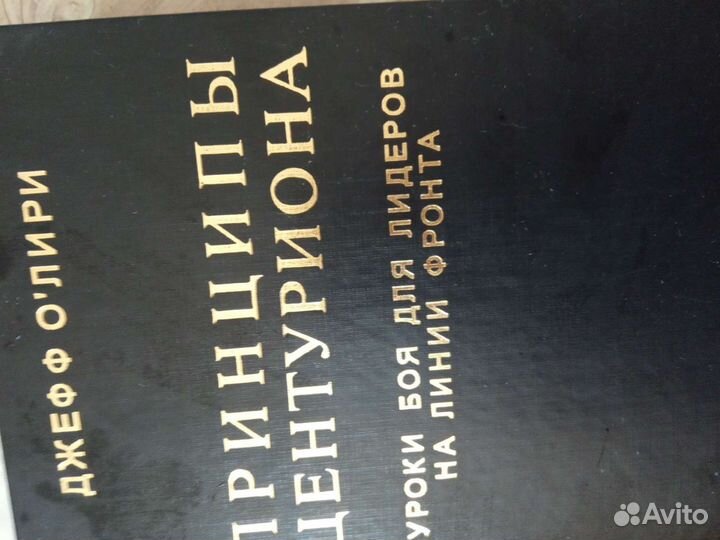 ДЖЕФФ О'ЛИРИ
ПРИНЦИПЫ
ЦЕНТУРИОНА
УРОКИ БОЯ ДЛЯ ЛИДЕРОВ
НА ЛИНИИ ФРОНТА
Avito